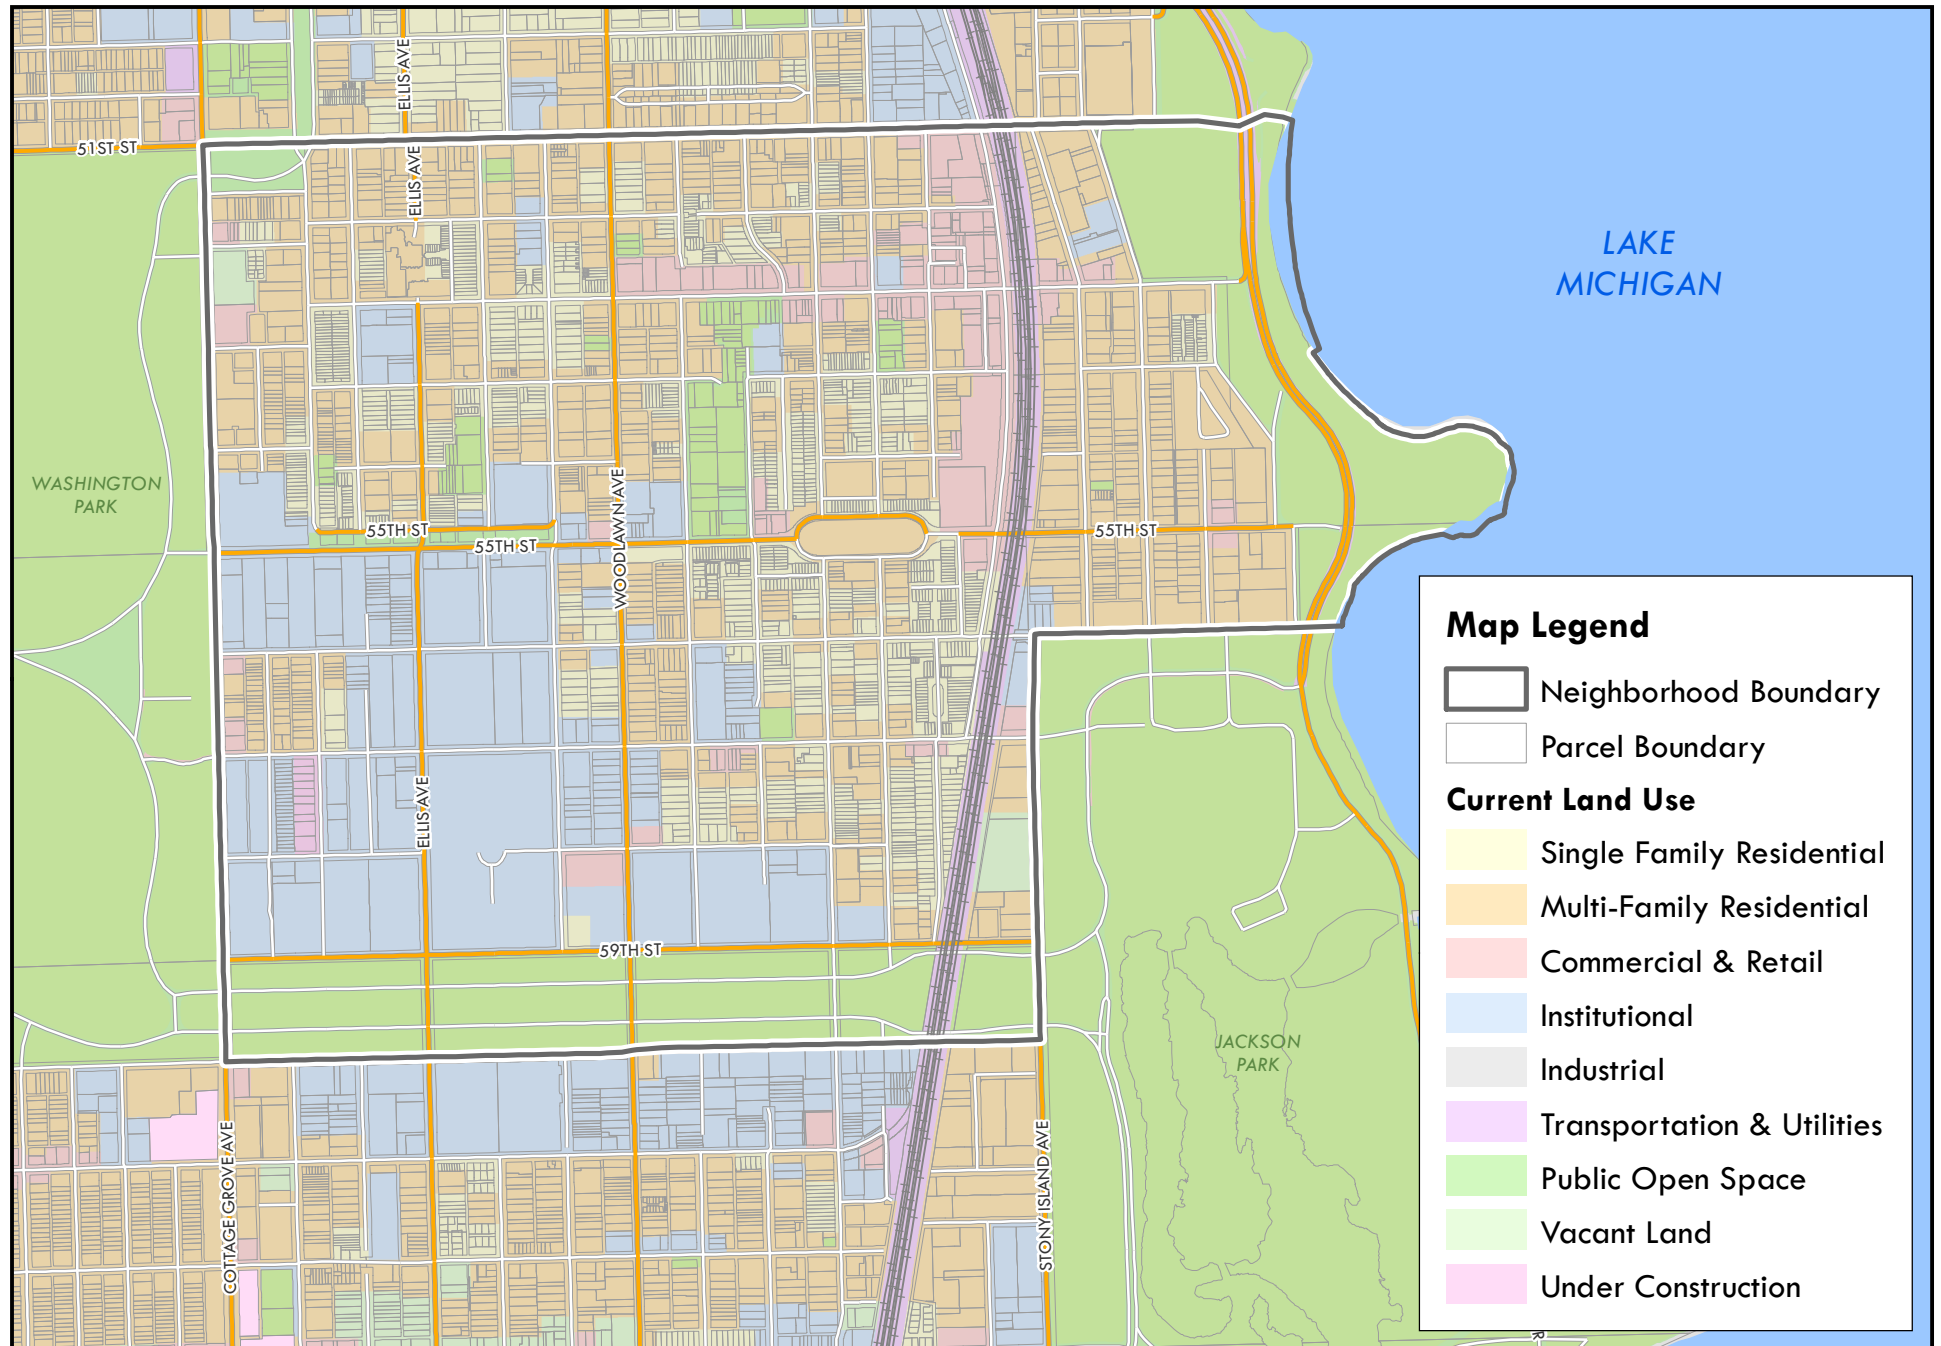 ELLIS AVE
51ST ST
ELLIS AVE
LAKE
MICHIGAN
WASHINGTON
PARK
WOODLAWN AVE
55TH ST
55TH ST
55TH ST
ELLIS AVE
59TH ST
JACKSON
PARK
COTTAGE GROVE AVE
STONY ISLAND AVE
Map Legend
Neighborhood Boundary
Parcel Boundary
Current Land Use
Single Family Residential
Multi-Family Residential
Commercial & Retail
Institutional
Industrial
Transportation & Utilities
Public Open Space
Vacant Land
Under Construction